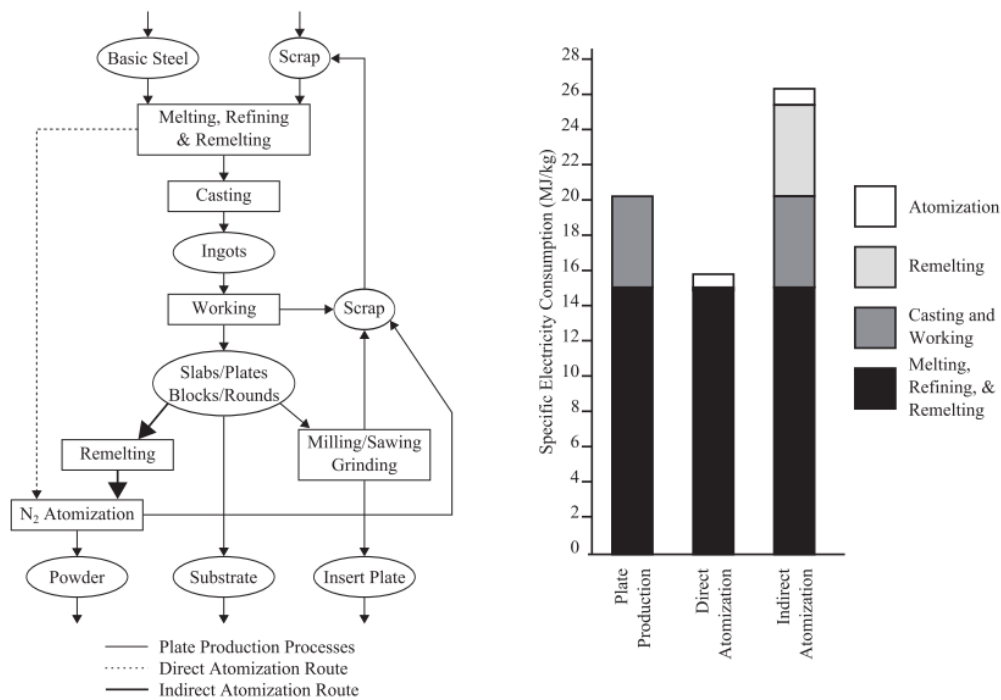 Basic Steel
Scrap
Melting, Refining
& Remelting
Casting
Ingots
Working
Scrap
Slabs/Plates
Blocks/Rounds
Remelting
Milling/Sawing
Grinding
N₂ Atomization
Powder
Substrate
Insert Plate
Plate Production Processes
Direct Atomization Route
Indirect Atomization Route
Specific Electricity Consumption (MJ/kg)
28
26
24
22
20
18
16
14
12
10
8
6
4
2
0
Plate
Production
Direct
Atomization
Indirect
Atomization
Atomization
Remelting
Casting and
Working
Melting,
Refining, &
Remelting